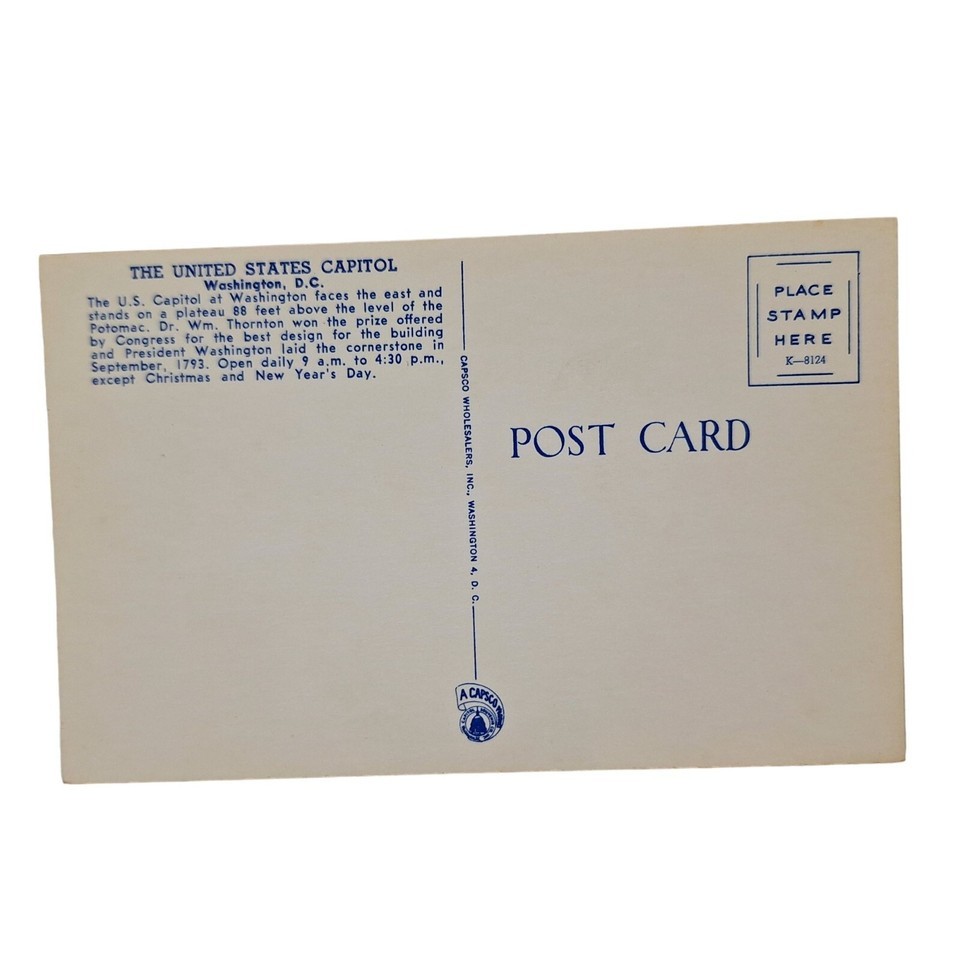 THE UNITED STATES CAPITOL
Washington, D.C.
The U.S. Capitol at Washington faces the east and
stands on a plateau 88 feet above the level of the
Potomac. Dr. Wm. Thornton won the prize offered
by Congress for the best design for the building
and President Washington laid the cornerstone in
September, 1793. Open daily 9 a.m. to 4:30 p.m.,
except Christmas and New Year's Day.
CAPSCO WHOLESALERS, INC., WASHINGTON 4, D. C.
A CAPSCO
PLACE
STAMP
HERE
K—8124
POST CARD